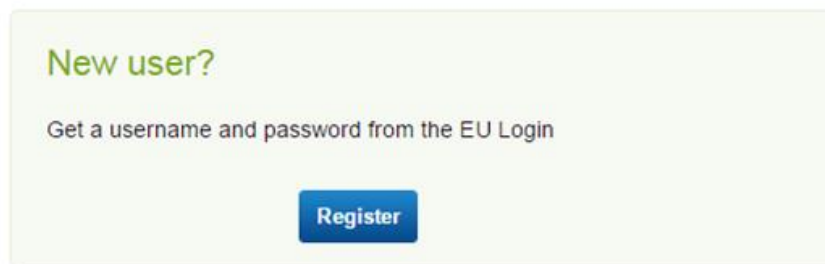 New user?
Get a username and password from the EU Login
Register